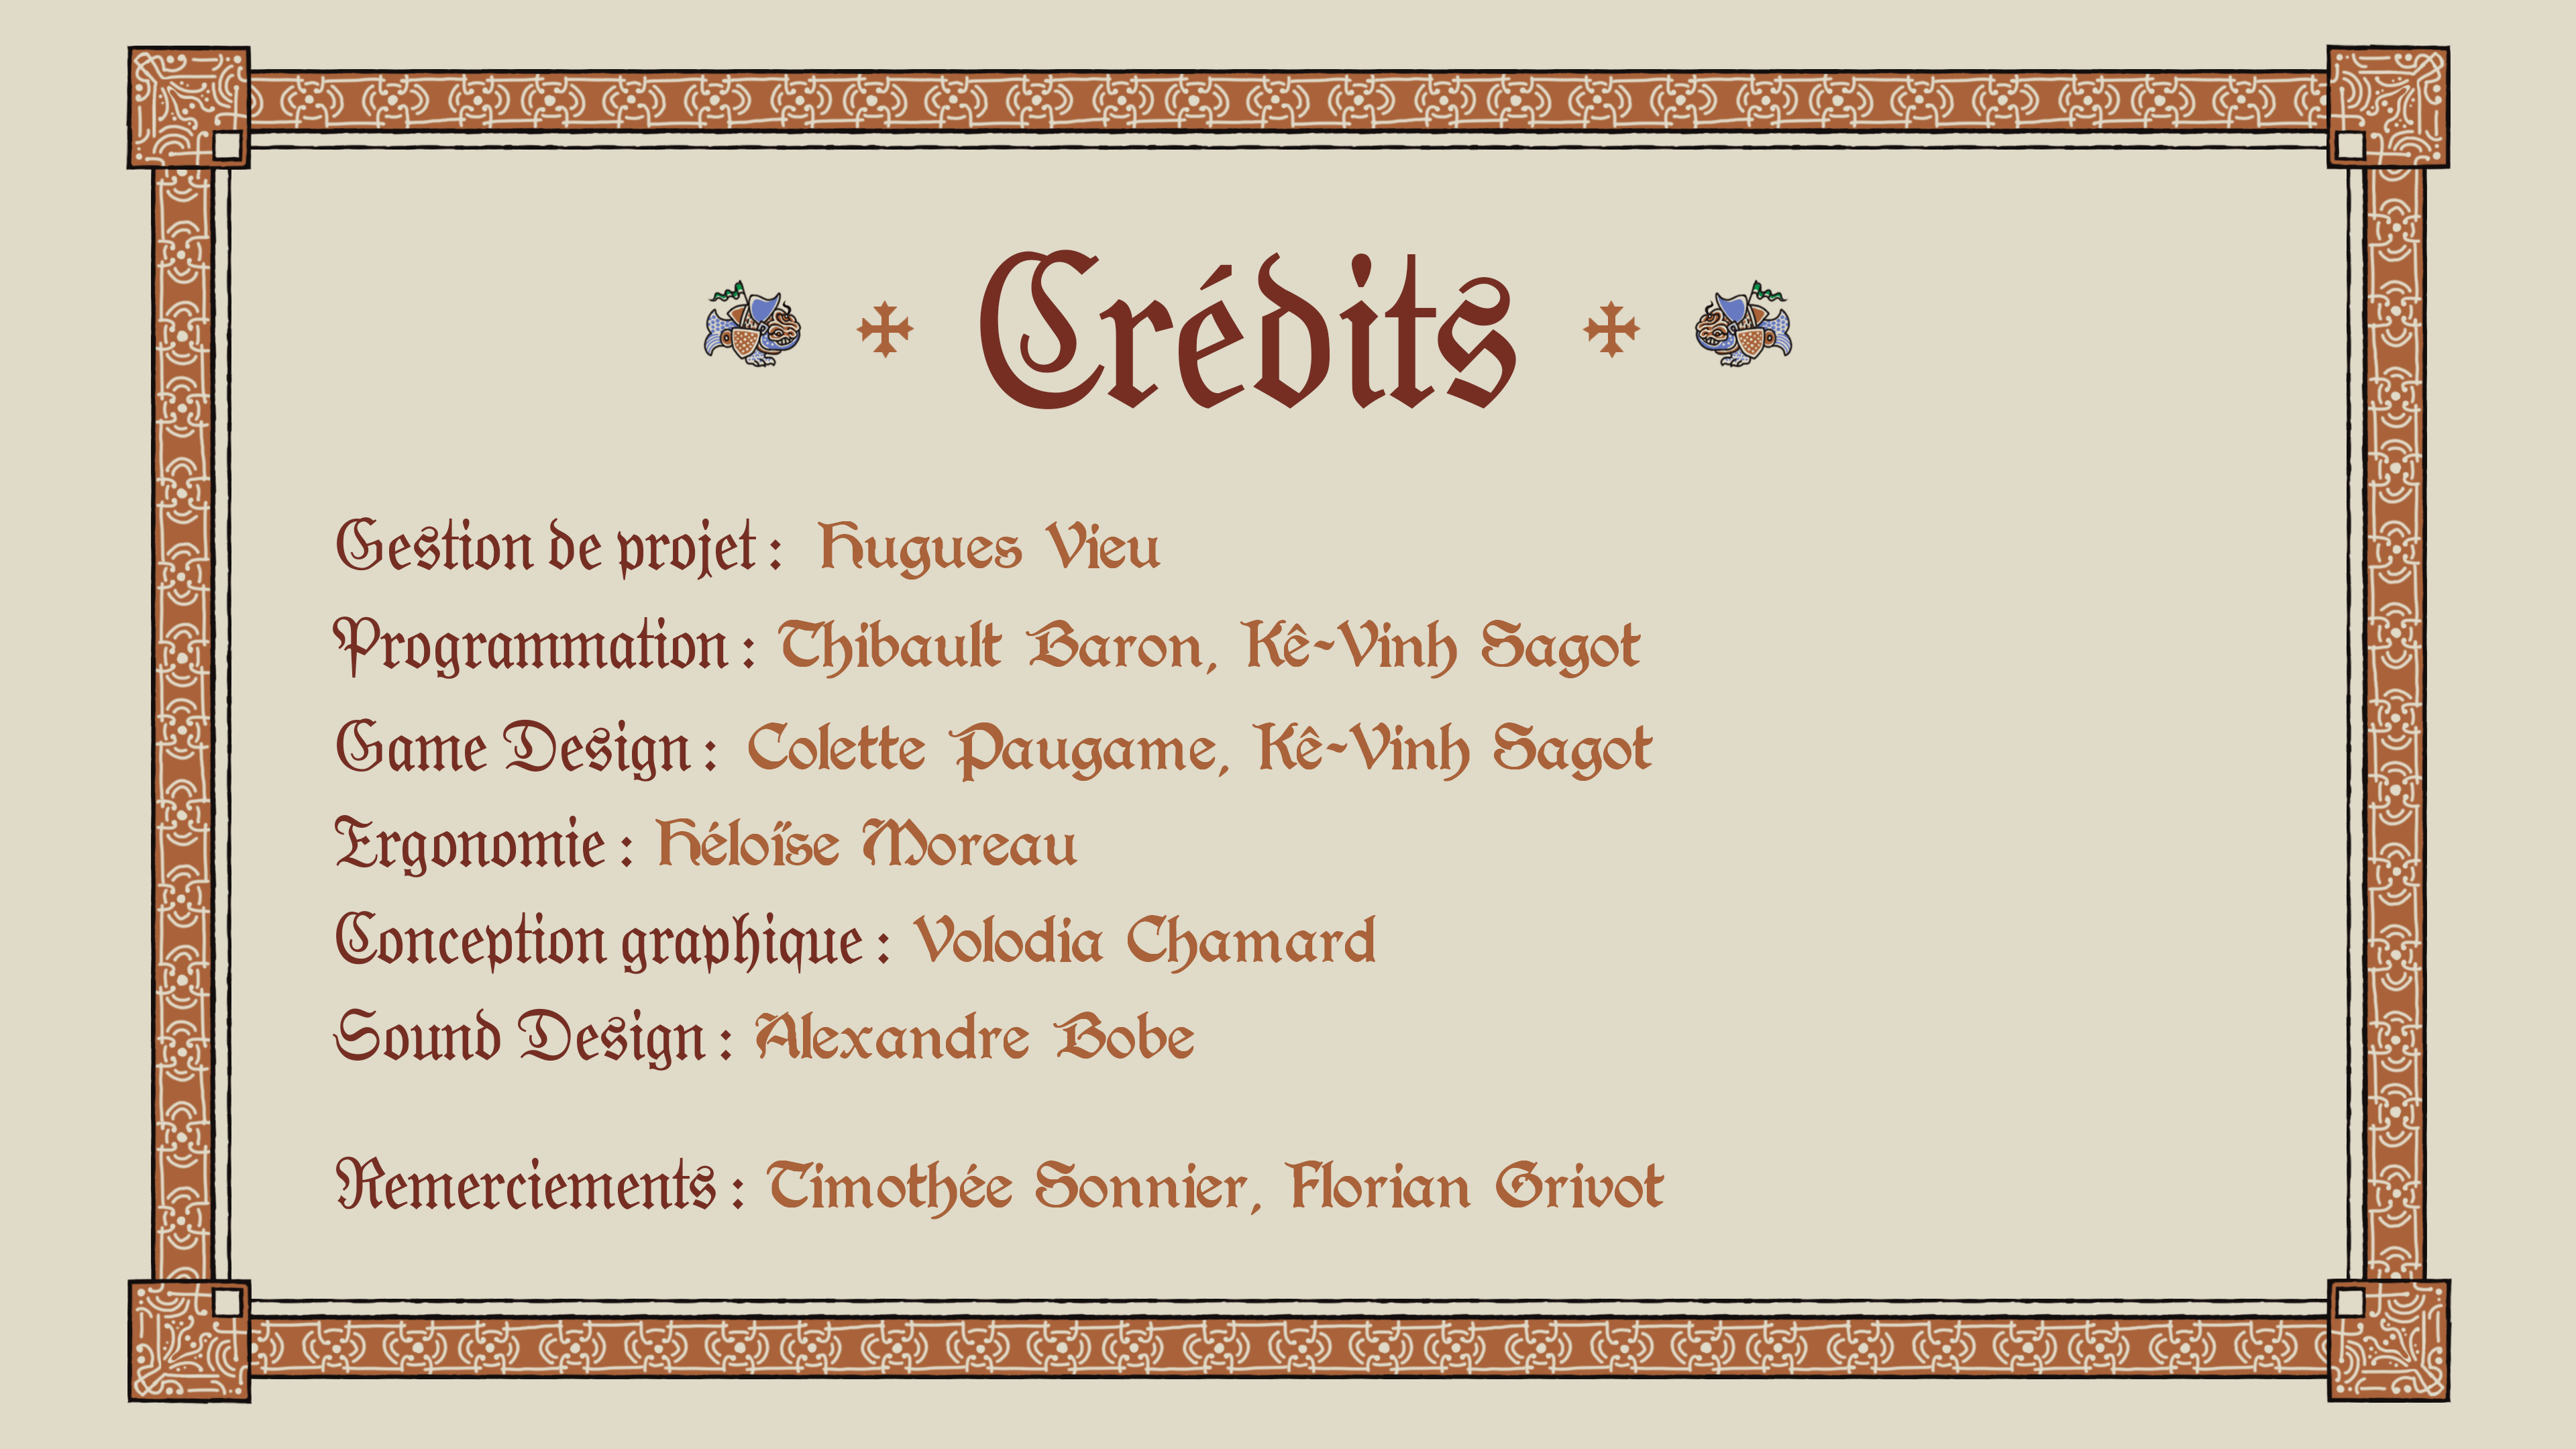 Crédits
Gestion de projet : Hugues Vieu
Programmation : Thibault Baron, Kê-Vinh Sagot
Game Design : Colette Paugame, Kê-Vinh Sagot
Ergonomie : Héloïse Moreau
Conception graphique : Volodia Chamard
Sound Design : Alexandre Bobe
Remerciements : Timothée Sonnier, Florian Grivot